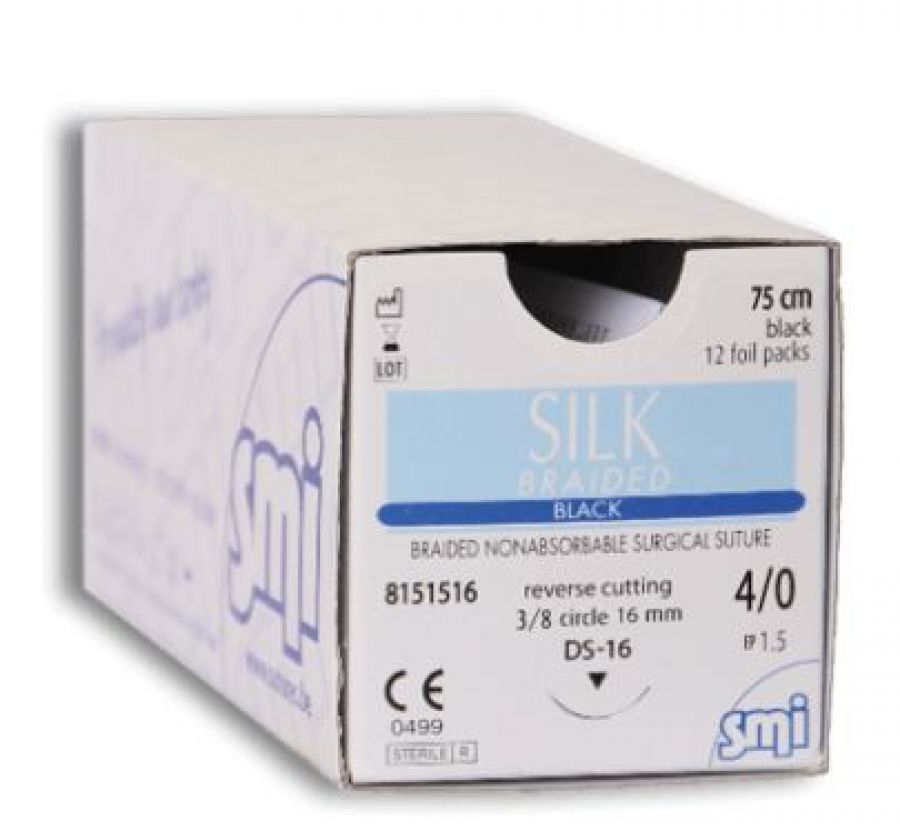 75 cm
black
12 foil packs
LOT
SILK
BRAIDED
BLACK
BRAIDED NONABSORBABLE SURGICAL SUTURE
8151516
reverse cutting
3/8 circle 16 mm
DS-16
4/0
EP 1.5
CE
0499
STERILE R
smi
smi